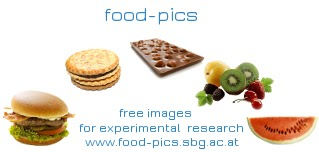 food-pics
free images
for experimental research
www.food-pics.sbg.ac.at